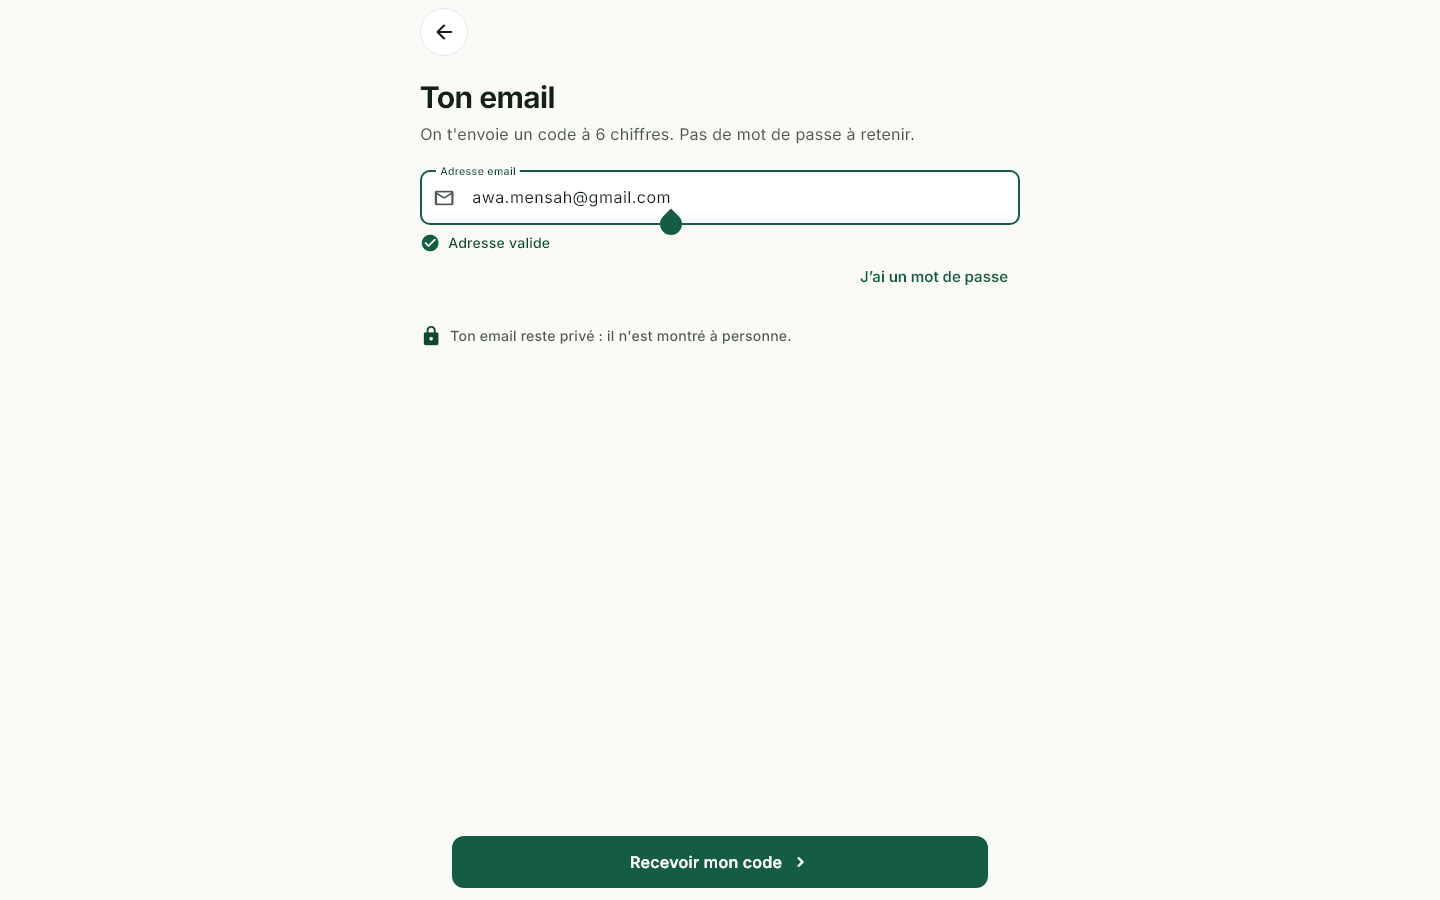 Ton email
On t'envoie un code à 6 chiffres. Pas de mot de passe à retenir.
Adresse email
awa.mensah@gmail.com
Adresse valide
J’ai un mot de passe
Ton email reste privé : il n'est montré à personne.
Recevoir mon code